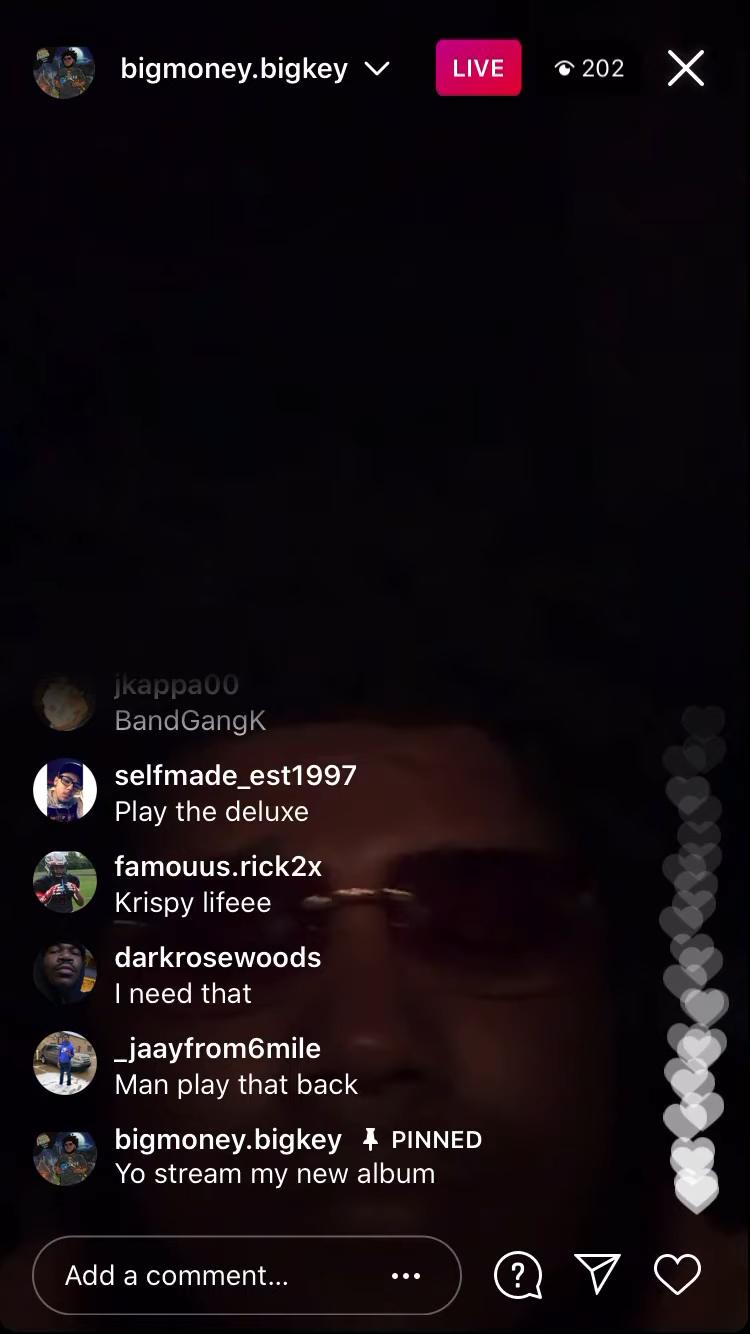 bigmoney.bigkey
LIVE
202
jkappa00
BandGangK
selfmade_est1997
Play the deluxe
famouus.rick2x
Krispy lifeee
darkrosewoods
I need that
_jaayfrom6mile
Man play that back
bigmoney.bigkey PINNED
Yo stream my new album
Add a comment...